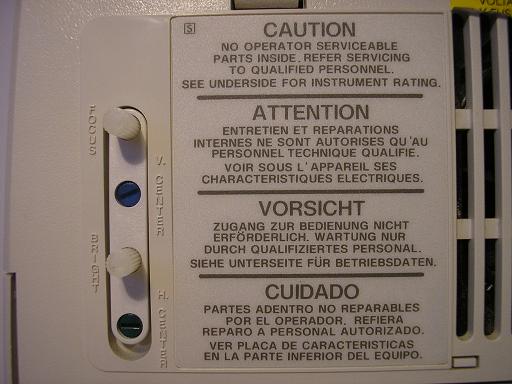 S
CAUTION
NO OPERATOR SERVICEABLE
PARTS INSIDE. REFER SERVICING
TO QUALIFIED PERSONNEL.
SEE UNDERSIDE FOR INSTRUMENT RATING.
ATTENTION
ENTRETIEN ET REPARATIONS
INTERNES NE SONT AUTORISES QU'AU
PERSONNEL TECHNIQUE QUALIFIE.
VOIR SOUS L'APPAREIL SES
CHARACTERISTIQUES ELECTRIQUES.
VORSICHT
ZUGANG ZUR BEDIENUNG NICHT
ERFÖRDERLICH. WARTUNG NUR
DURCH QUALIFIZIERTES PERSONAL.
SIEHE UNTERSEITE FÜR BETRIEBSDATEN.
CUIDADO
PARTES ADENTRO NO REPARABLES
POR EL OPERADOR, REFIERA
REPARO A PERSONAL AUTORIZADO.
VER PLACA DE CARACTERISTICAS
EN LA PARTE INFERIOR DEL EQUIPO.
FOCUS
V. CENTER
BRIGHT
H. CENTER